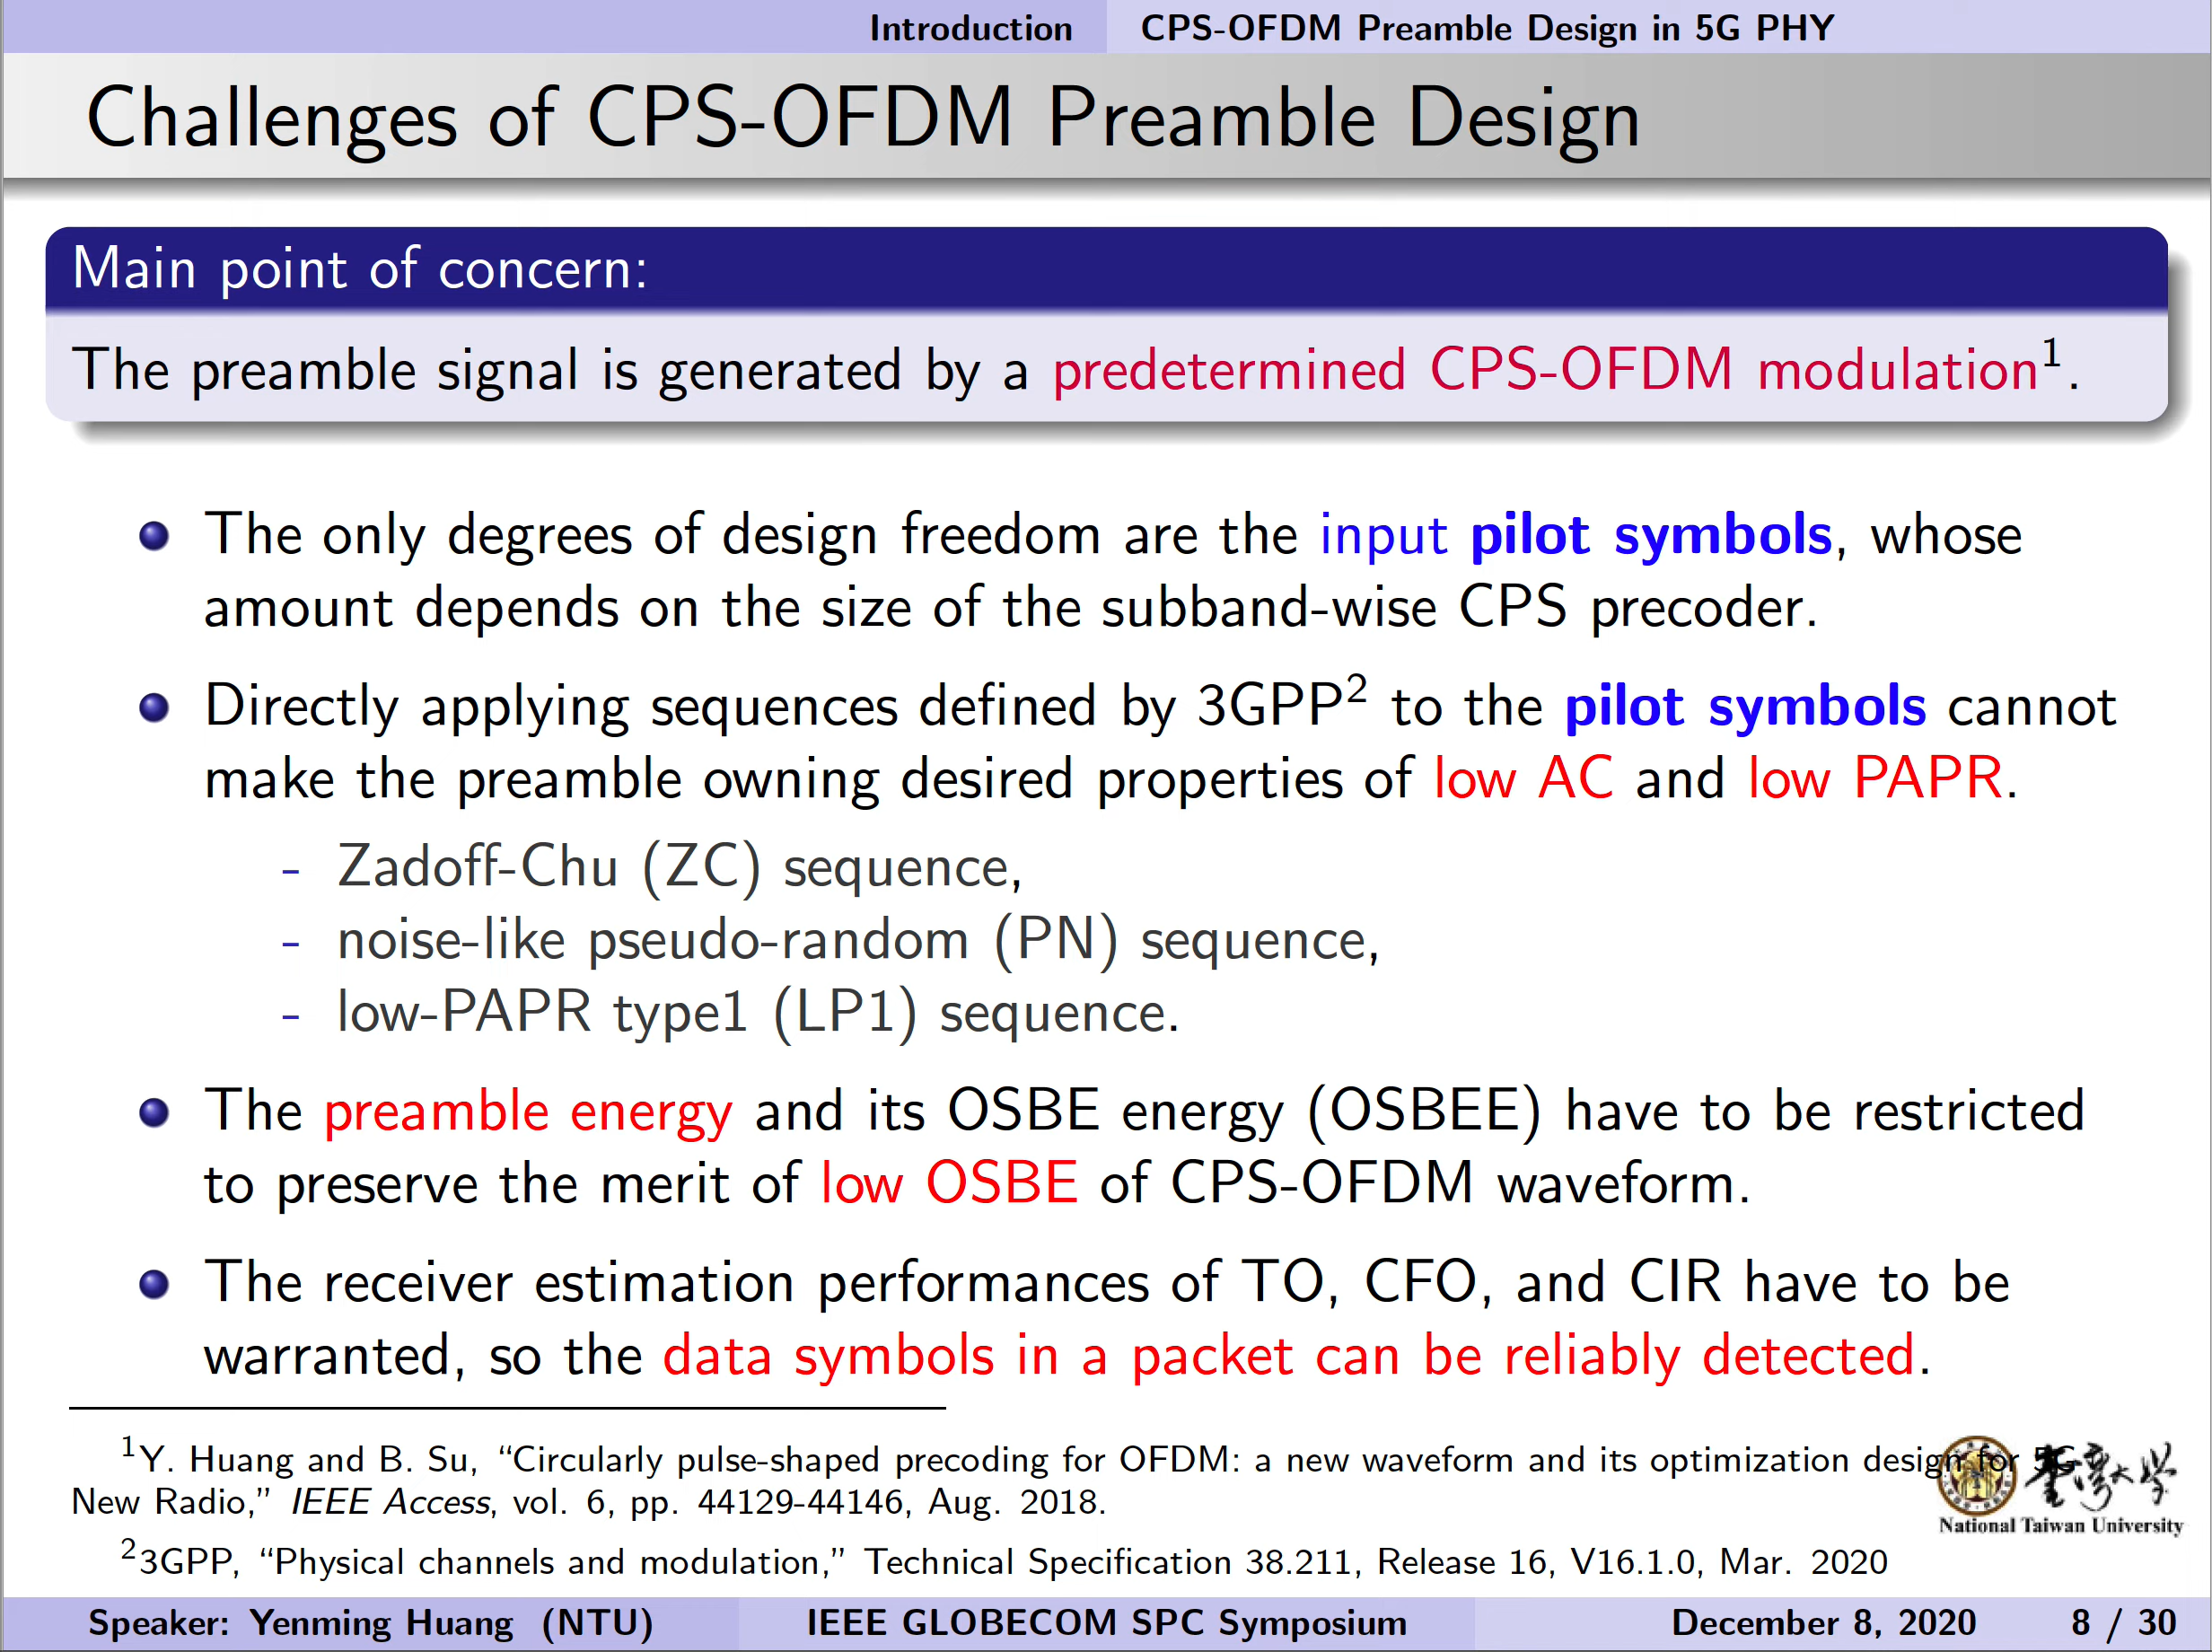 Introduction CPS-OFDM Preamble Design in 5G PHY
Challenges of CPS-OFDM Preamble Design
Main point of concern:
The preamble signal is generated by a predetermined CPS-OFDM modulation¹.
The only degrees of design freedom are the input pilot symbols, whose
amount depends on the size of the subband-wise CPS precoder.
Directly applying sequences defined by 3GPP² to the pilot symbols cannot
make the preamble owning desired properties of low AC and low PAPR.
- Zadoff-Chu (ZC) sequence,
- noise-like pseudo-random (PN) sequence,
- low-PAPR type1 (LP1) sequence.
The preamble energy and its OSBE energy (OSBEE) have to be restricted
to preserve the merit of low OSBE of CPS-OFDM waveform.
The receiver estimation performances of TO, CFO, and CIR have to be
warranted, so the data symbols in a packet can be reliably detected.
¹Y. Huang and B. Su, “Circularly pulse-shaped precoding for OFDM: a new waveform and its optimization design for 5G
New Radio,” IEEE Access, vol. 6, pp. 44129-44146, Aug. 2018.
臺灣大學
National Taiwan University
²3GPP, “Physical channels and modulation,” Technical Specification 38.211, Release 16, V16.1.0, Mar. 2020
Speaker: Yenming Huang (NTU) IEEE GLOBECOM SPC Symposium December 8, 2020 8 / 30